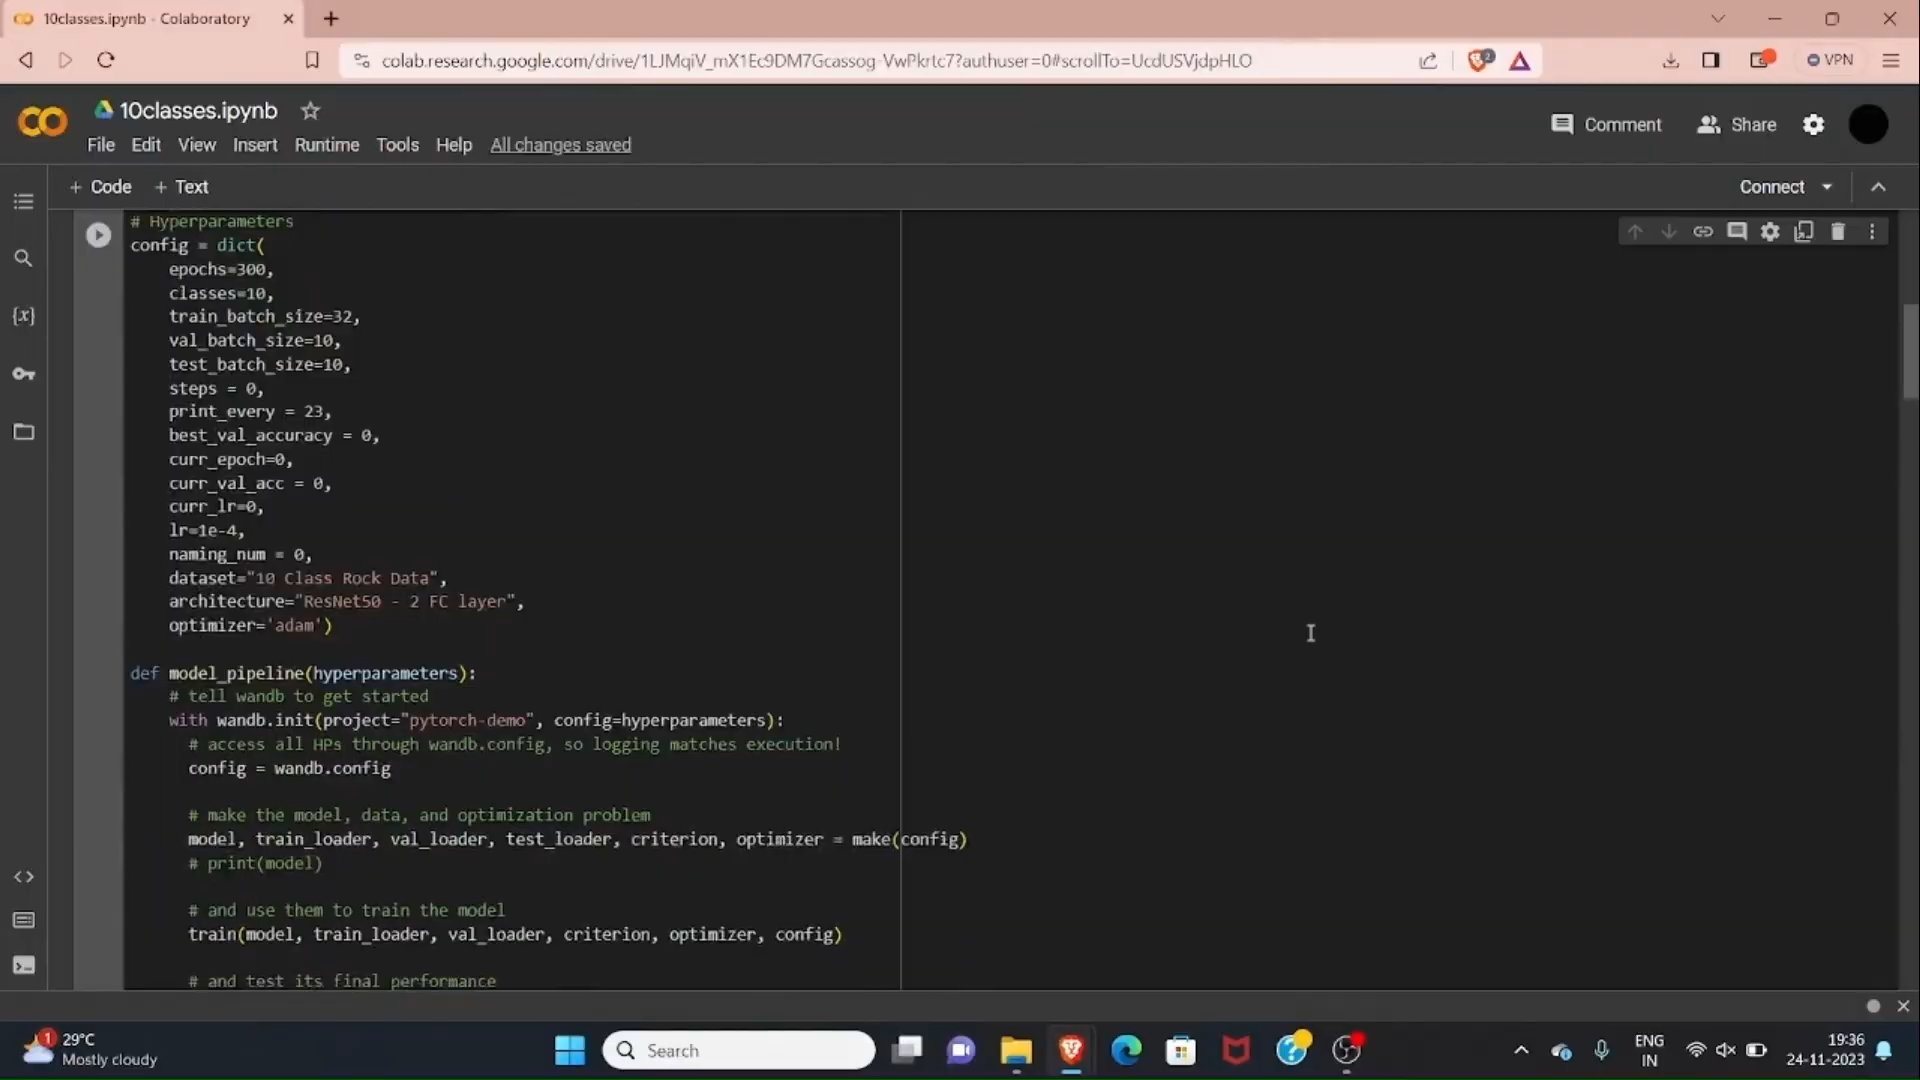 10classes.ipynb - Colaboratory
colab.research.google.com/drive/1LJMqiV_mX1Ec9DM7Gcassog-VwPkrtc7?authuser=0#scrollTo=UcdUSVjdpHLO
2
VPN
10classes.ipynb
Comment
Share
File Edit View Insert Runtime Tools Help All changes saved
+ Code + Text
Connect
# Hyperparameters
config = dict(
    epochs=300,
    classes=10,
    train_batch_size=32,
    val_batch_size=10,
    test_batch_size=10,
    steps = 0,
    print_every = 23,
    best_val_accuracy = 0,
    curr_epoch=0,
    curr_val_acc = 0,
    curr_lr=0,
    lr=1e-4,
    naming_num = 0,
    dataset="10 Class Rock Data",
    architecture="ResNet50 - 2 FC layer",
    optimizer='adam')
def model_pipeline(hyperparameters):
    # tell wandb to get started
    with wandb.init(project="pytorch-demo", config=hyperparameters):
      # access all HPs through wandb.config, so logging matches execution!
      config = wandb.config
      # make the model, data, and optimization problem
      model, train_loader, val_loader, test_loader, criterion, optimizer = make(config)
      # print(model)
      # and use them to train the model
      train(model, train_loader, val_loader, criterion, optimizer, config)
      # and test its final performance
1
29°C
Mostly cloudy
Search
ENG
IN
19:36
24-11-2023